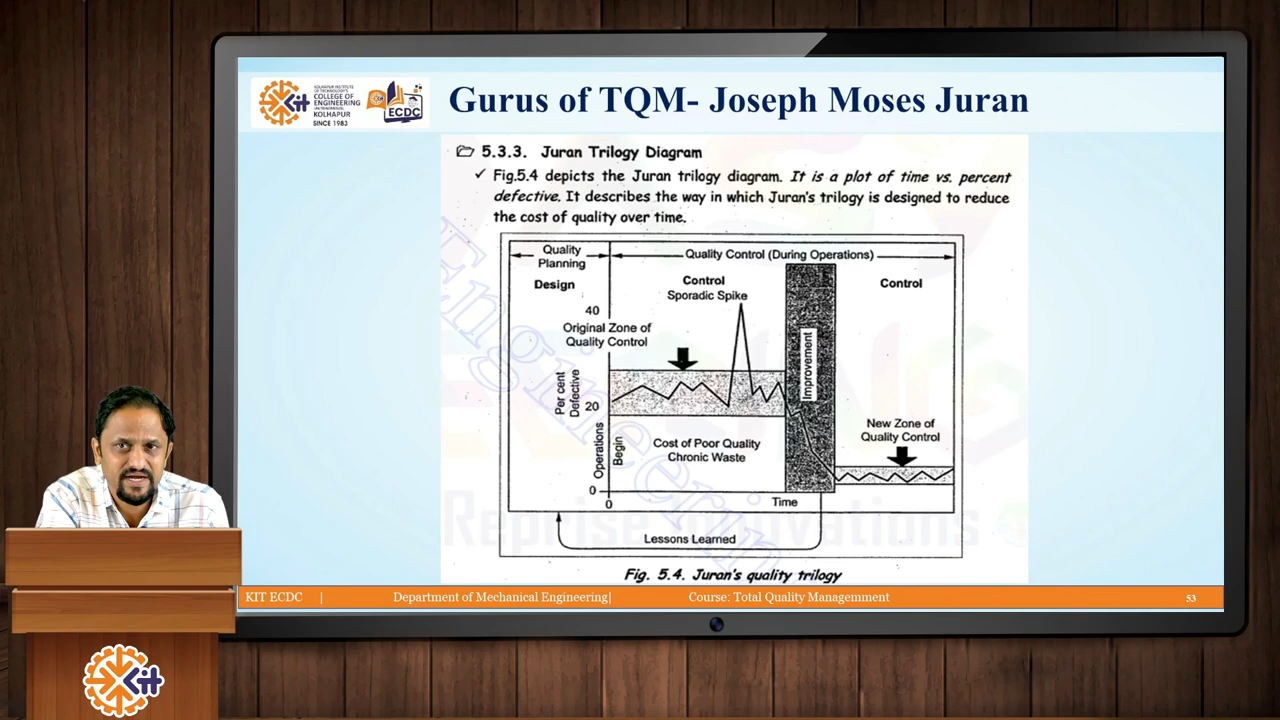 KOLHAPUR INSTITUTE
OF TECHNOLOGY'S
COLLEGE OF
ENGINEERING
(AUTONOMOUS),
KOLHAPUR
SINCE 1983
Kit
ECDC
Gurus of TQM- Joseph Moses Juran
5.3.3. Juran Trilogy Diagram
✓ Fig.5.4 depicts the Juran trilogy diagram. It is a plot of time vs. percent
defective. It describes the way in which Juran's trilogy is designed to reduce
the cost of quality over time.
Quality
Planning
Quality Control (During Operations)
Design
Control
Sporadic Spike
Control
40
Original Zone of
Quality Control
Improvement
Per cent
Defective
20
New Zone of
Quality Control
Operations
Begin
Cost of Poor Quality
Chronic Waste
0
0
Time
Lessons Learned
Fig. 5.4. Juran's quality trilogy
Engineerin
Reprise
KIT ECDC | Department of Mechanical Engineering| Course: Total Quality Managemment 53
Kit